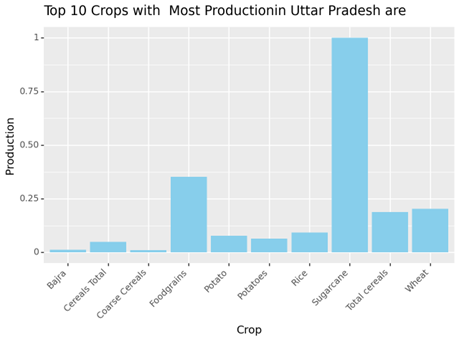 Top 10 Crops with  Most Productionin Uttar Pradesh are
1
0.75
0.50
0.25
0
Production
Bajra
Cereals Total
Coarse Cereals
Foodgrains
Potato
Potatoes
Rice
Sugarcane
Total cereals
Wheat
Crop